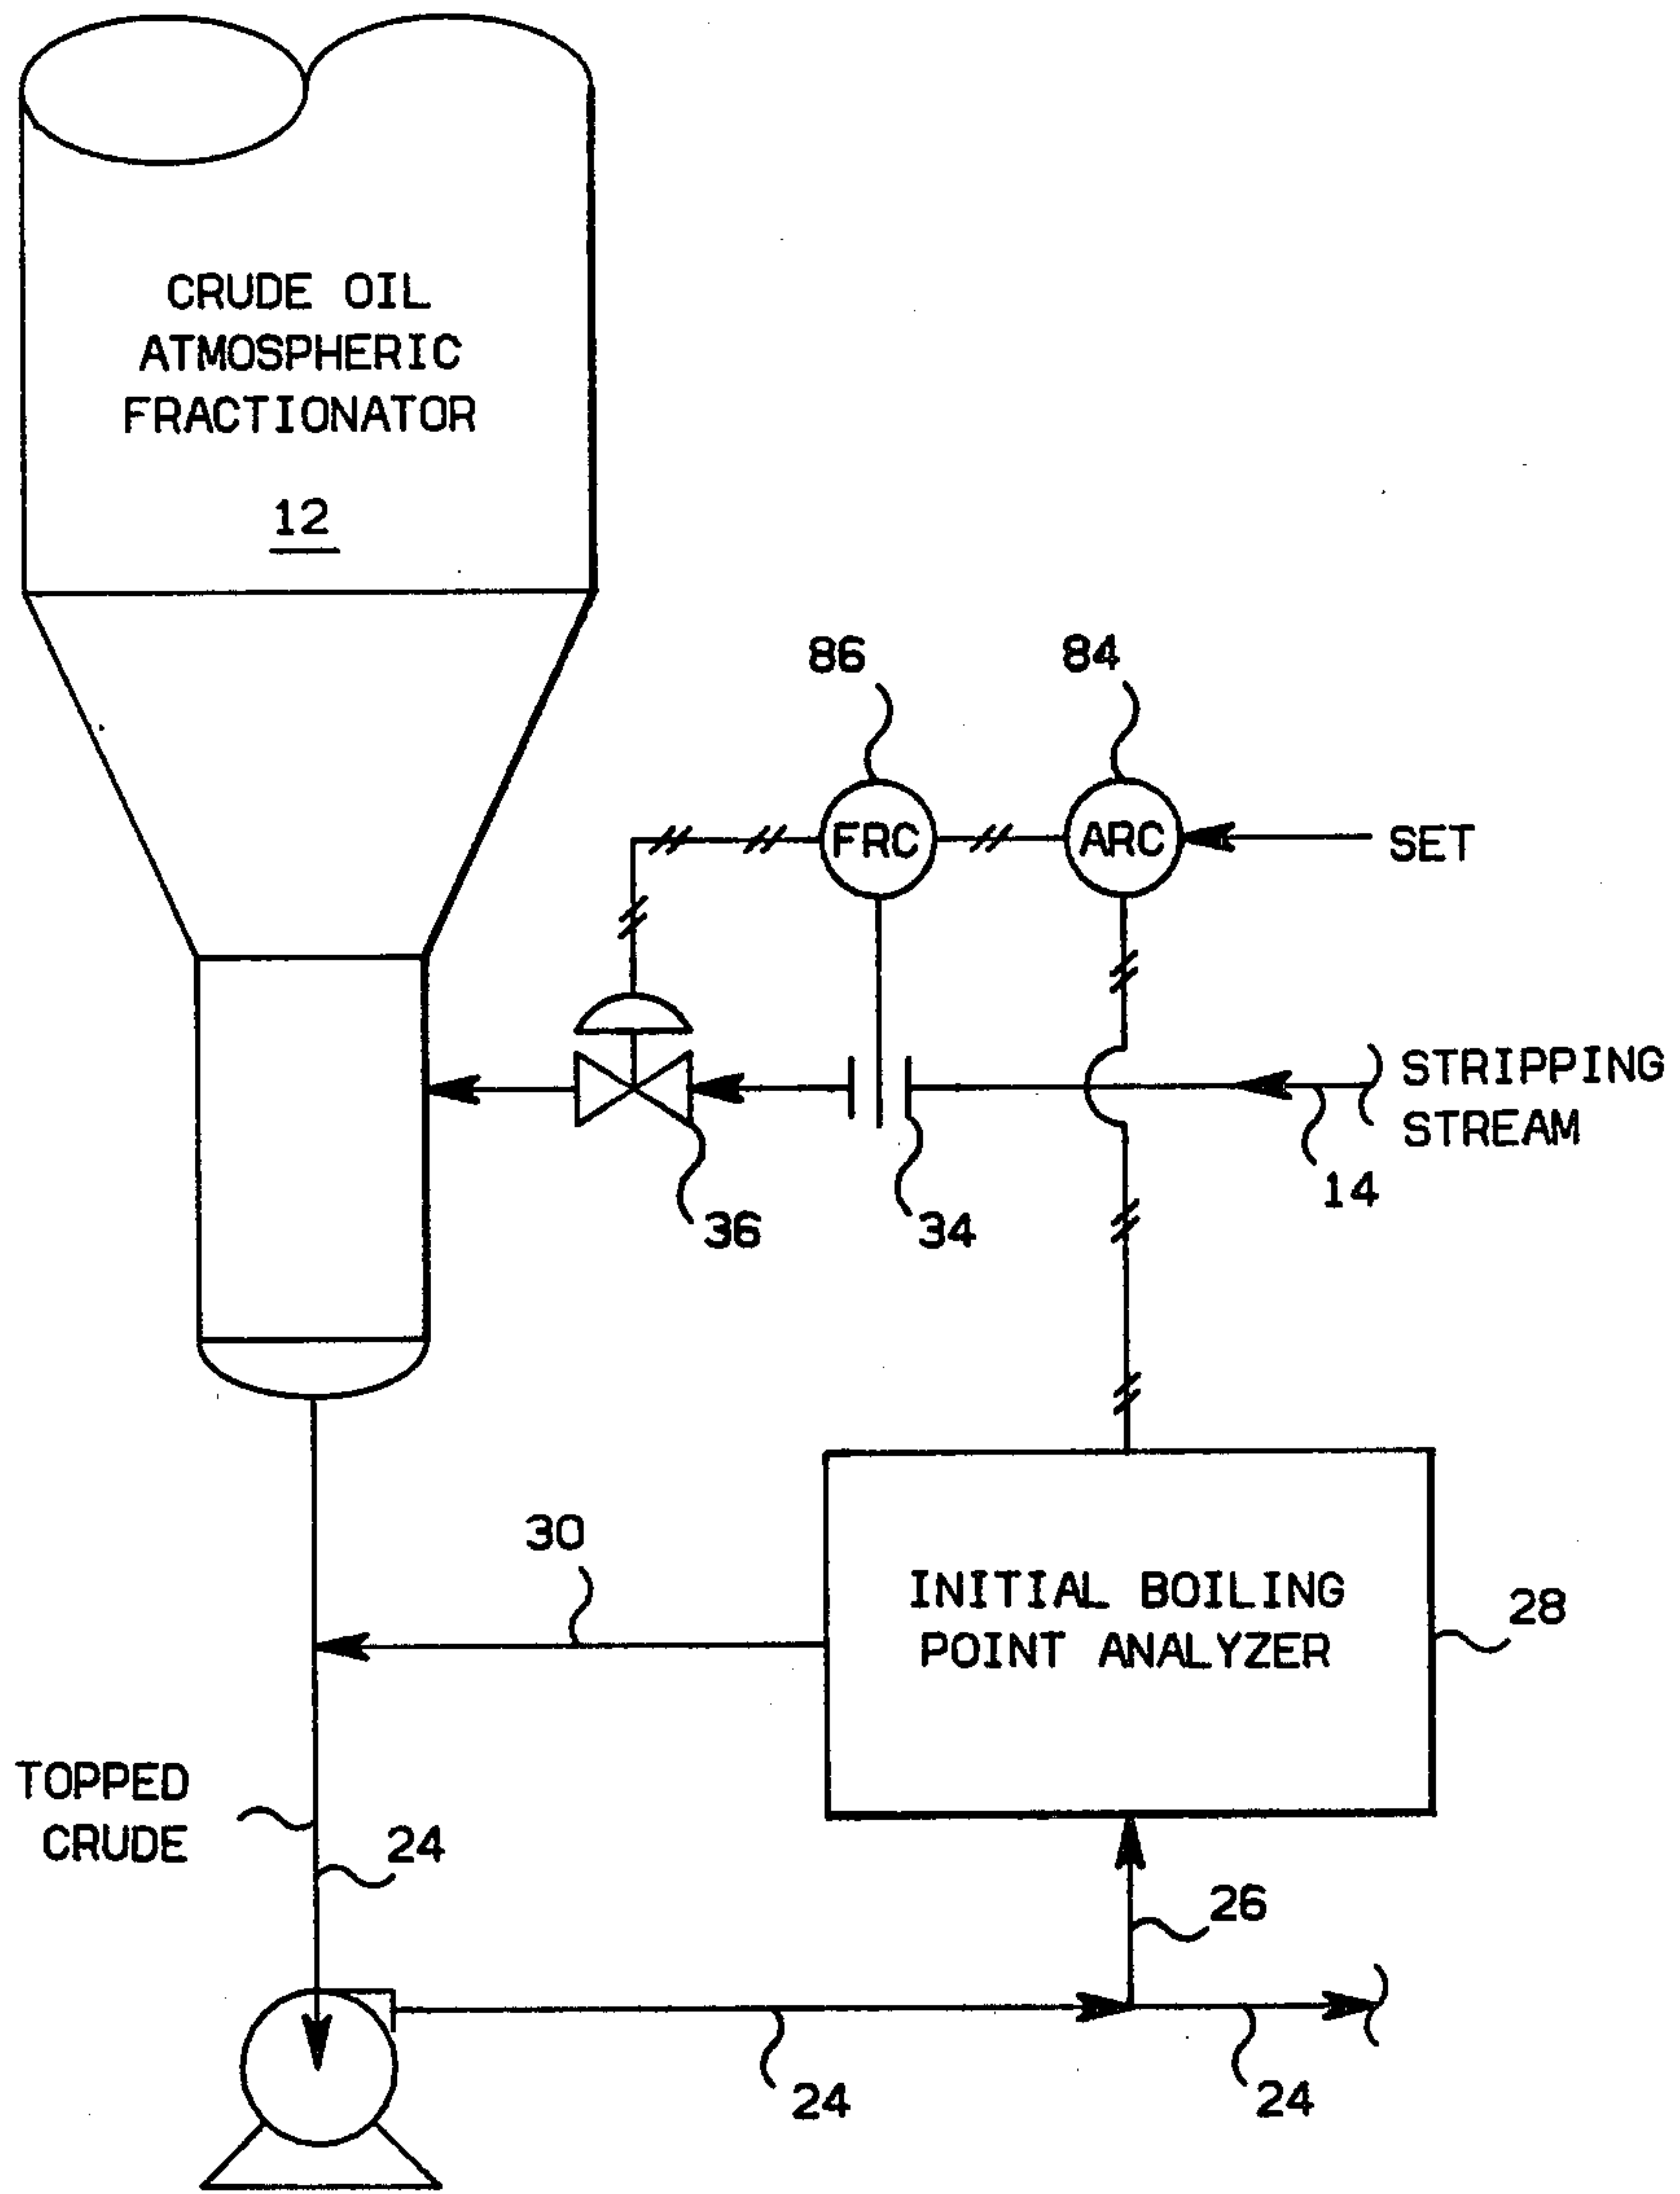 CRUDE OIL
ATMOSPHERIC
FRACTIONATOR
12
86
84
FRC
ARC
SET
STRIPPING
STREAM
14
36
34
30
INITIAL BOILING
POINT ANALYZER
28
TOPPED
CRUDE
24
26
24
24